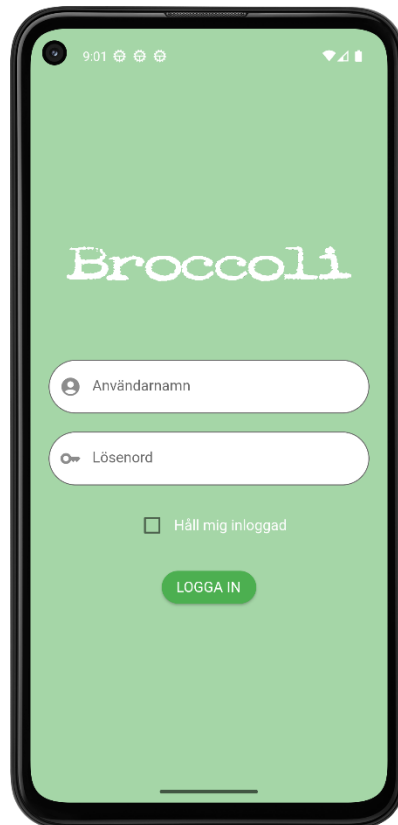 9:01
Broccoli
Användarnamn
Lösenord
Håll mig inloggad
LOGGA IN